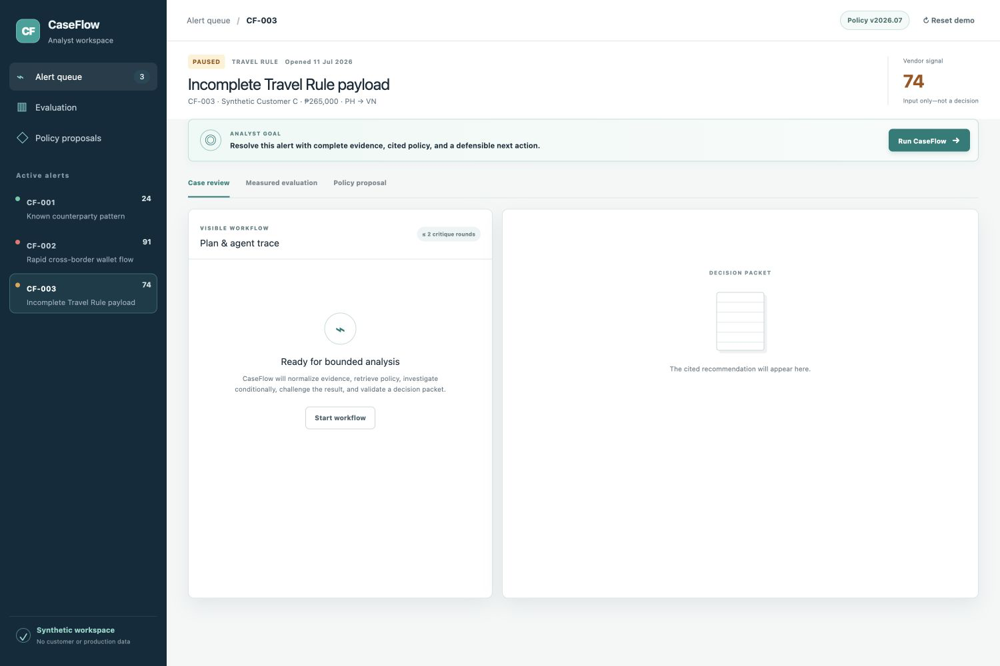 CF
CaseFlow
Analyst workspace
Alert queue 3
Evaluation
Policy proposals
Active alerts
CF-001 24
Known counterparty pattern
CF-002 91
Rapid cross-border wallet flow
CF-003 74
Incomplete Travel Rule payload
Synthetic workspace
No customer or production data
Alert queue / CF-003
Policy v2026.07
↻ Reset demo
PAUSED TRAVEL RULE Opened 11 Jul 2026
Incomplete Travel Rule payload
CF-003 · Synthetic Customer C · ₱265,000 · PH → VN
Vendor signal
74
Input only—not a decision
ANALYST GOAL
Resolve this alert with complete evidence, cited policy, and a defensible next action.
Run CaseFlow →
Case review Measured evaluation Policy proposal
VISIBLE WORKFLOW
Plan & agent trace
≤ 2 critique rounds
Ready for bounded analysis
CaseFlow will normalize evidence, retrieve policy, investigate
conditionally, challenge the result, and validate a decision packet.
Start workflow
DECISION PACKET
The cited recommendation will appear here.